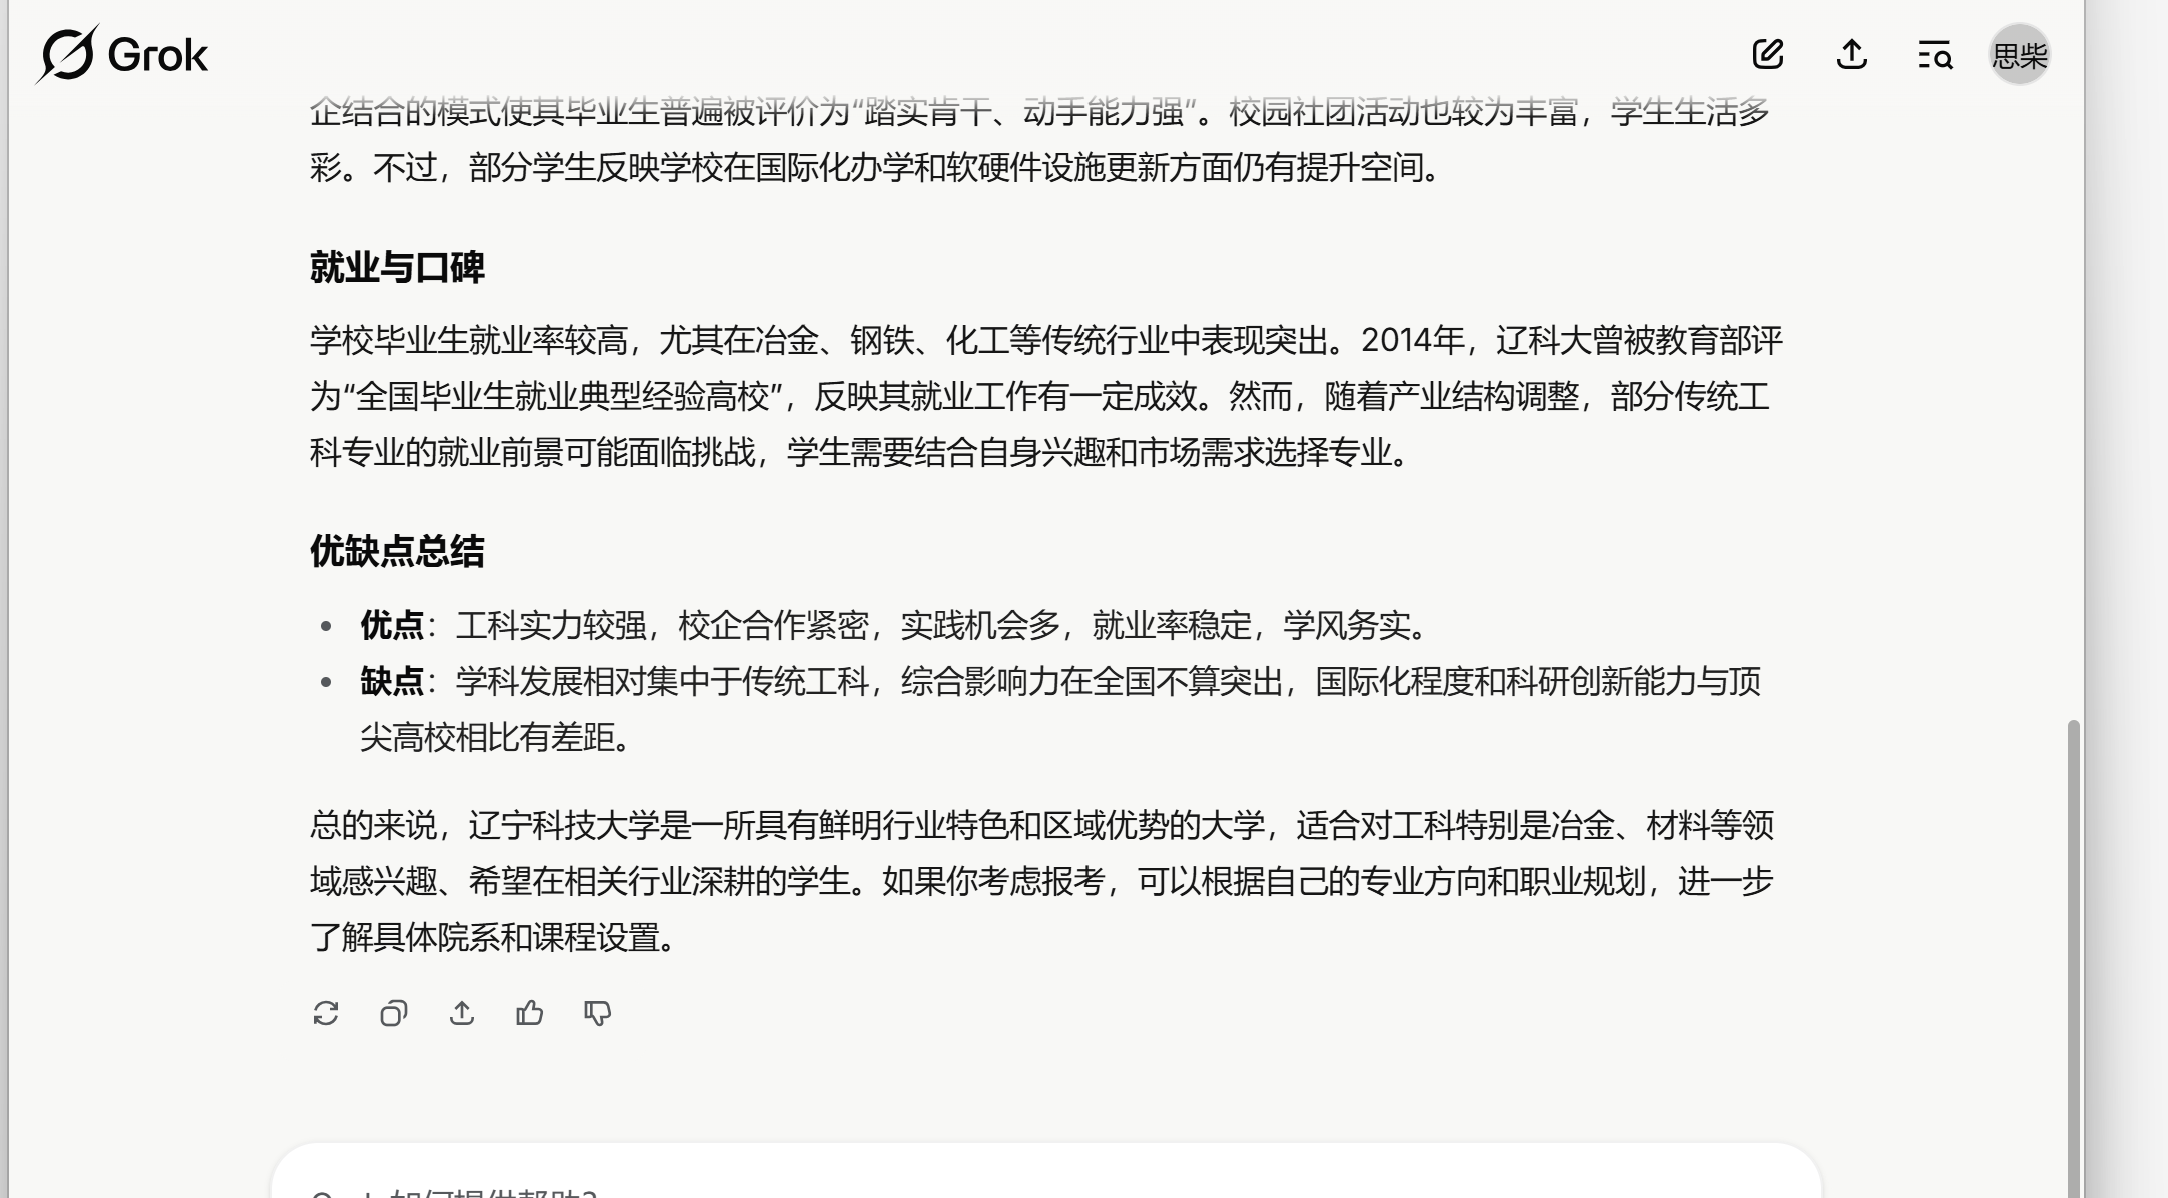 Grok
思柴
企结合的模式使其毕业生普遍被评价为“踏实肯干、动手能力强”。校园社团活动也较为丰富，学生生活多
彩。不过，部分学生反映学校在国际化办学和软硬件设施更新方面仍有提升空间。
就业与口碑
学校毕业生就业率较高，尤其在冶金、钢铁、化工等传统行业中表现突出。2014年，辽科大曾被教育部评
为“全国毕业生就业典型经验高校”，反映其就业工作有一定成效。然而，随着产业结构调整，部分传统工
科专业的就业前景可能面临挑战，学生需要结合自身兴趣和市场需求选择专业。
优缺点总结
• 优点：工科实力较强，校企合作紧密，实践机会多，就业率稳定，学风务实。
• 缺点：学科发展相对集中于传统工科，综合影响力在全国不算突出，国际化程度和科研创新能力与顶
尖高校相比有差距。
总的来说，辽宁科技大学是一所具有鲜明行业特色和区域优势的大学，适合对工科特别是冶金、材料等领
域感兴趣、希望在相关行业深耕的学生。如果你考虑报考，可以根据自己的专业方向和职业规划，进一步
了解具体院系和课程设置。
如何提供帮助?